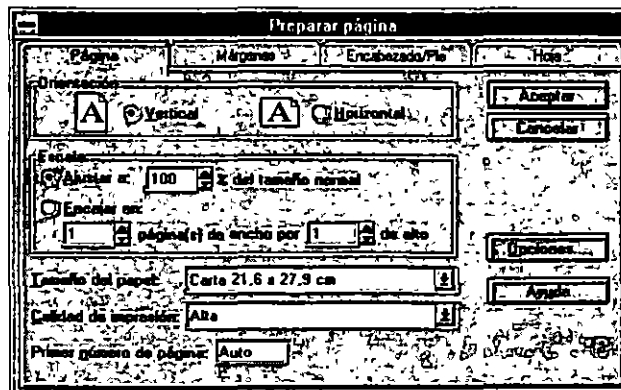 Preparar página
Página Márgenes Encabezado/Pie Hoja
Orientación
A Vertical A Horizontal
Aceptar
Cancelar
Escala
Ajustar a: 100 % del tamaño normal
Encajar en:
1 página(s) de ancho por 1 de alto
Opciones...
Tamaño del papel: Carta 21,6 x 27,9 cm
Ayuda
Calidad de impresión: Alta
Primer número de página: Auto